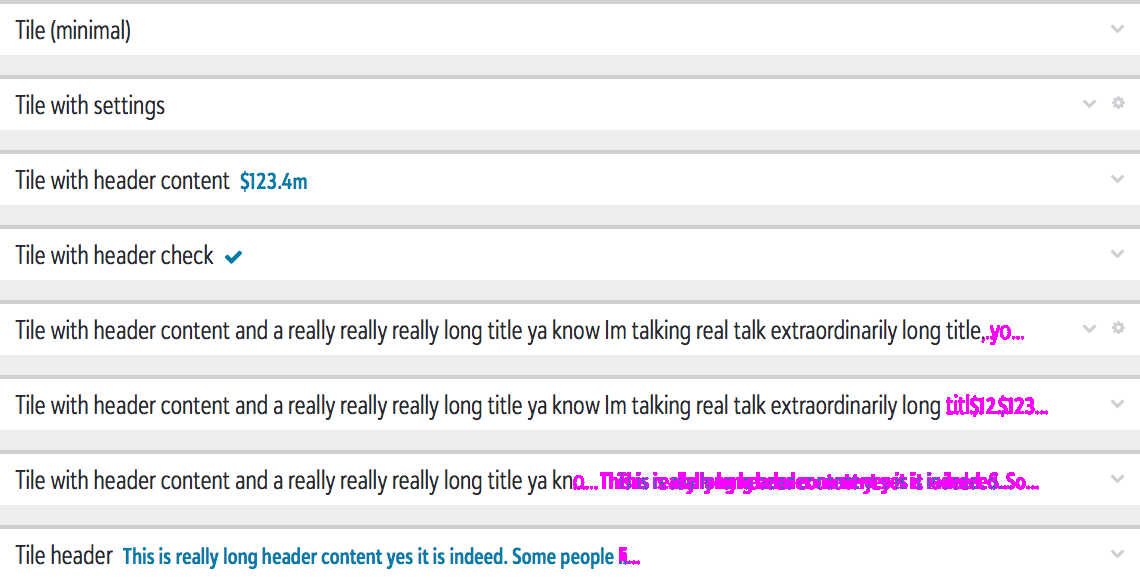 Tile (minimal)
Tile with settings
Tile with header content $123.4m
Tile with header check
Tile with header content and a really really really long title ya know Im talking real talk extraordinarily long title, yo...
Tile with header content and a really really really long title ya know Im talking real talk extraordinarily long
Tile with header content and a really really really long title ya
Tile header This is really long header content yes it is indeed. Some people